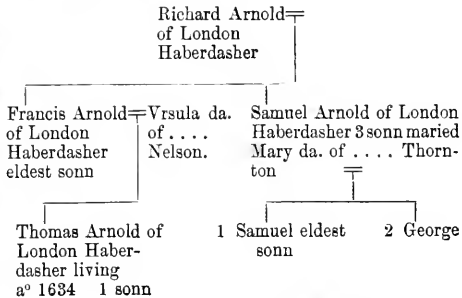 Richard Arnold
of London
Haberdasher
Francis Arnold
of London
Haberdasher
eldest sonn
Vrsula da.
of . . . .
Nelson.
Samuel Arnold of London
Haberdasher 3 sonn maried
Mary da. of . . . . Thorn-
ton
Thomas Arnold of
London Haber-
dasher living
aº 1634 1 sonn
1 Samuel eldest
sonn
2 George